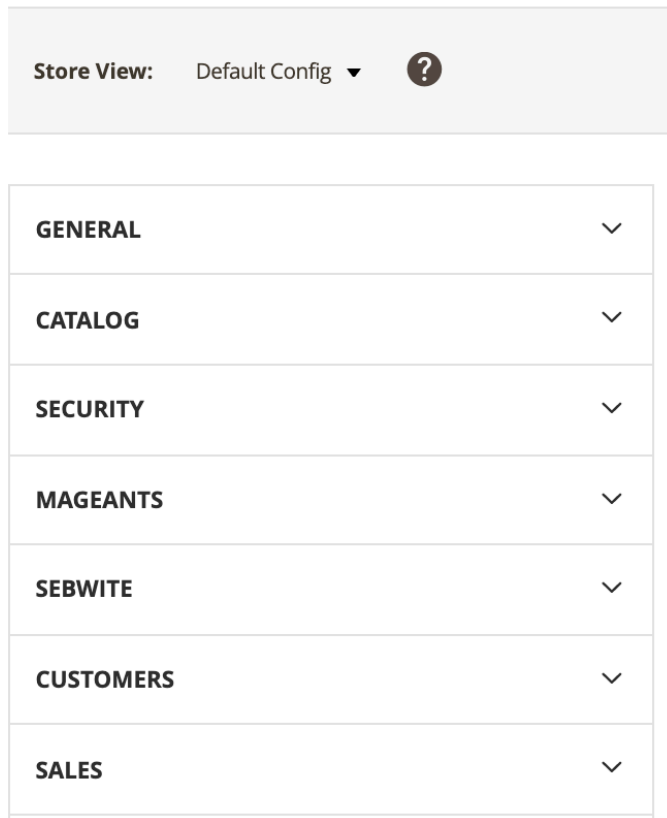 Store View: Default Config ?
GENERAL
CATALOG
SECURITY
MAGEANTS
SEBWITE
CUSTOMERS
SALES